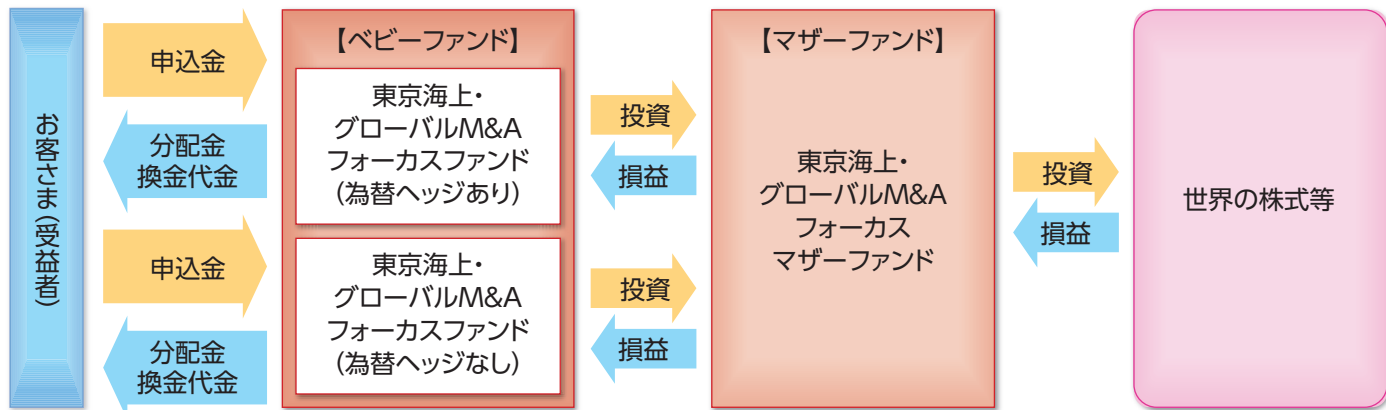 お客さま(受益者)
申込金
分配金
換金代金
申込金
分配金
換金代金
【ベビーファンド】
東京海上・
グローバルM&A
フォーカスファンド
(為替ヘッジあり)
東京海上・
グローバルM&A
フォーカスファンド
(為替ヘッジなし)
投資
損益
投資
損益
【マザーファンド】
東京海上・
グローバルM&A
フォーカス
マザーファンド
投資
損益
世界の株式等